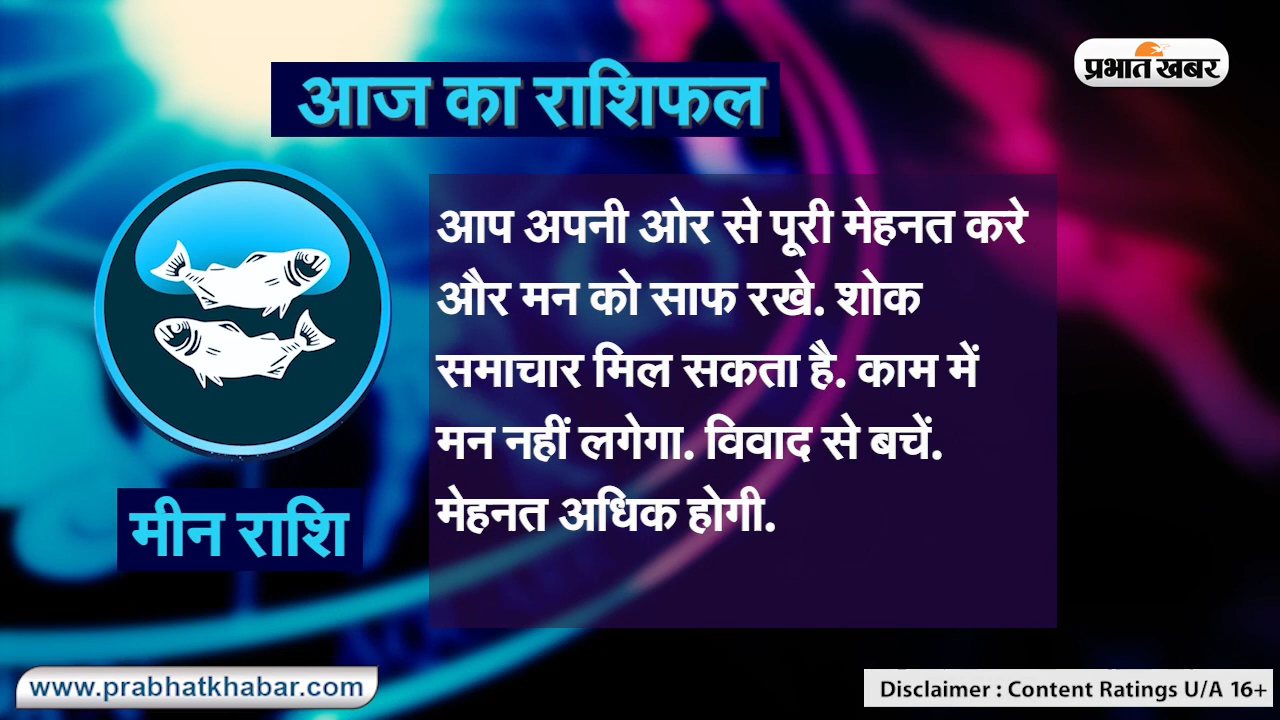 आज का राशिफल
प्रभात खबर
आप अपनी ओर से पूरी मेहनत करे
और मन को साफ रखे. शोक
समाचार मिल सकता है. काम में
मन नहीं लगेगा. विवाद से बचें.
मेहनत अधिक होगी.
मीन राशि
www.prabhatkhabar.com
Disclaimer : Content Ratings U/A 16+